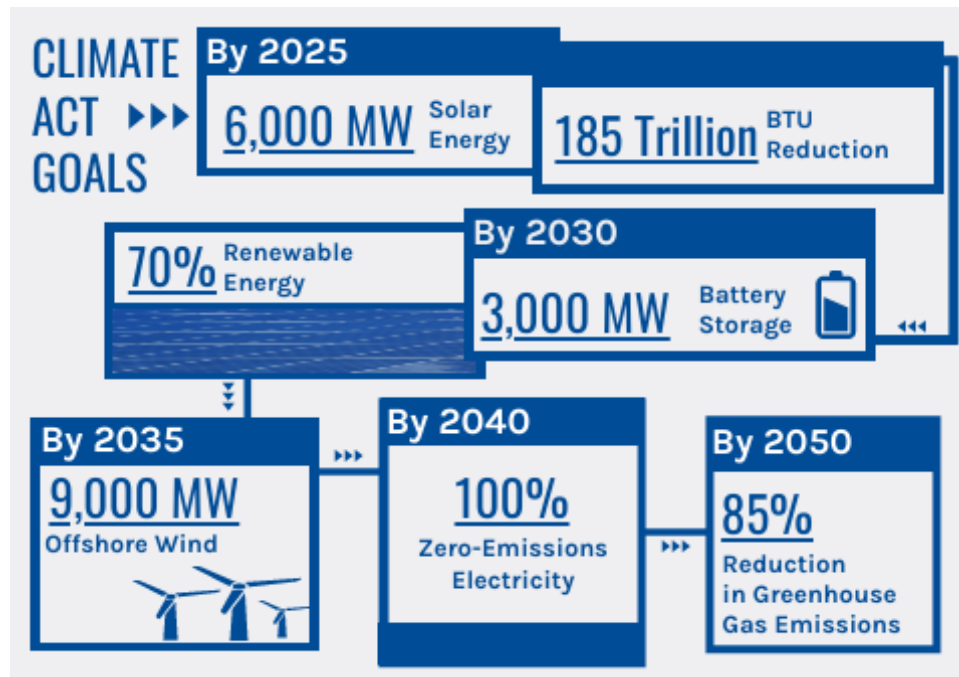 CLIMATE
ACT
GOALS
By 2025
6,000 MW
Solar
Energy
185 Trillion
BTU
Reduction
By 2030
3,000 MW
Battery
Storage
70%
Renewable
Energy
By 2035
9,000 MW
Offshore Wind
By 2040
100%
Zero-Emissions
Electricity
By 2050
85%
Reduction
in Greenhouse
Gas Emissions